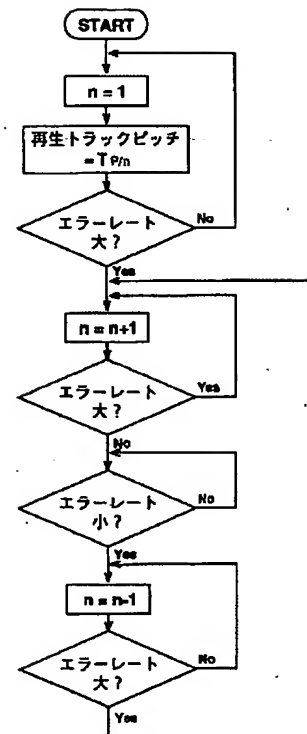 START
n = 1
再生トラックピッチ
=TP/n
エラーレート
大?
No
Yes
n = n+1
エラーレート
大?
Yes
No
エラーレート
小?
No
Yes
n = n-1
エラーレート
大?
No
Yes